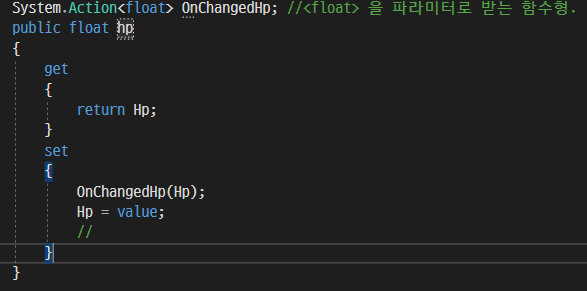 System.Action<float> OnChangedHp; //<float> 을 파라미터로 받는 함수형.
public float hp
{
get
{
return Hp;
}
set
{
OnChangedHp(Hp);
Hp = value;
//
}
}